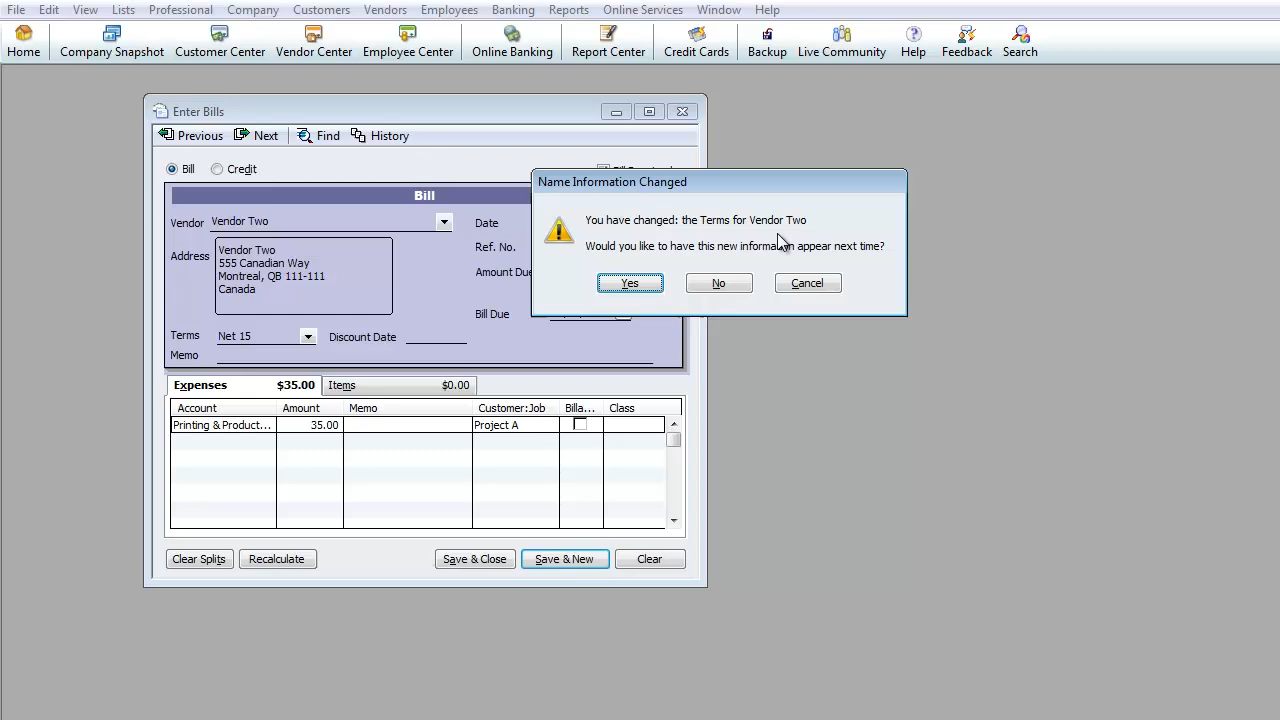 File Edit View Lists Professional Company Customers Vendors Employees Banking Reports Online Services Window Help
Home Company Snapshot Customer Center Vendor Center Employee Center Online Banking Report Center Credit Cards Backup Live Community Help Feedback Search
Enter Bills
Previous Next Find History
Bill Credit
Bill
Vendor Vendor Two Date
Address Vendor Two Ref. No.
555 Canadian Way
Montreal, QB 111-111 Amount Due
Canada
Bill Due
Terms Net 15 Discount Date
Memo
Name Information Changed
You have changed: the Terms for Vendor Two
Would you like to have this new information appear next time?
Yes No Cancel
Expenses $35.00 Items $0.00
Account Amount Memo Customer:Job Billa... Class
Printing & Product... 35.00 Project A
Clear Splits Recalculate Save & Close Save & New Clear